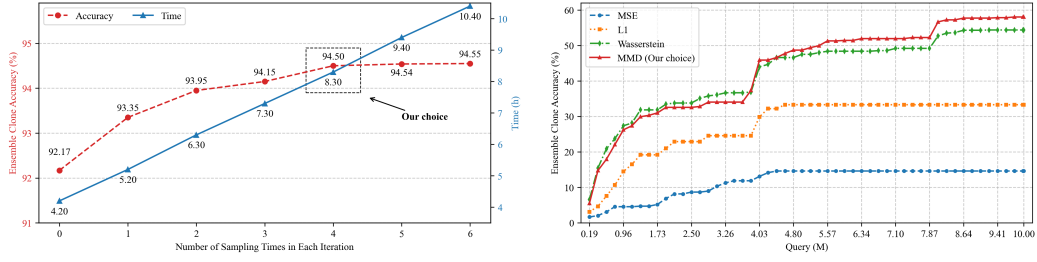 Accuracy
Time
Ensemble Clone Accuracy (%)
95
94
93
92
91
92.17
93.35
93.95
94.15
94.50
94.54
94.55
4.20
5.20
6.30
7.30
8.30
9.40
10.40
Our choice
10
9
8
7
6
5
4
Time (h)
0 1 2 3 4 5 6
Number of Sampling Times in Each Iteration
MSE
L1
Wasserstein
MMD (Our choice)
Ensemble Clone Accuracy (%)
60
50
40
30
20
10
0
0.19 0.96 1.73 2.50 3.26 4.03 4.80 5.57 6.34 7.10 7.87 8.64 9.41 10.00
Query (M)